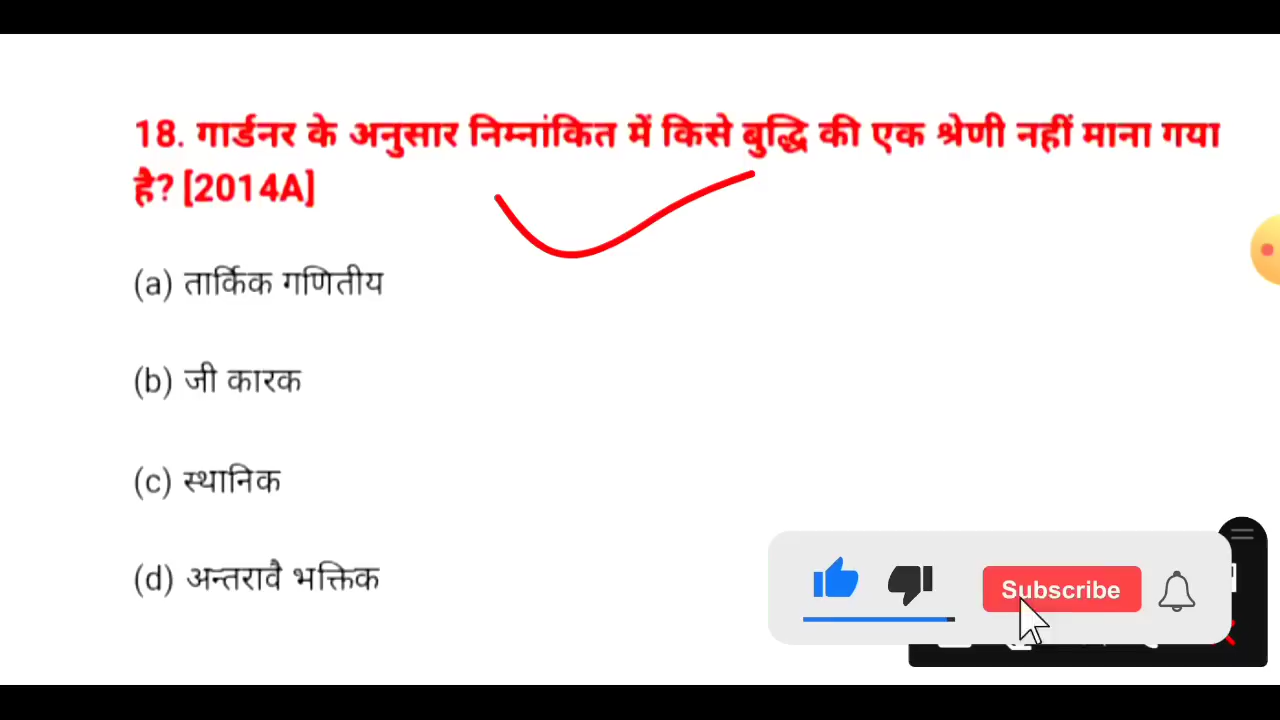 18. गार्डनर के अनुसार निम्नांकित में किसे बुद्धि की एक श्रेणी नहीं माना गया
है? [2014A]
(a) तार्किक गणितीय
(b) जी कारक
(c) स्थानिक
(d) अन्तरावै भक्तिक
Subscribe